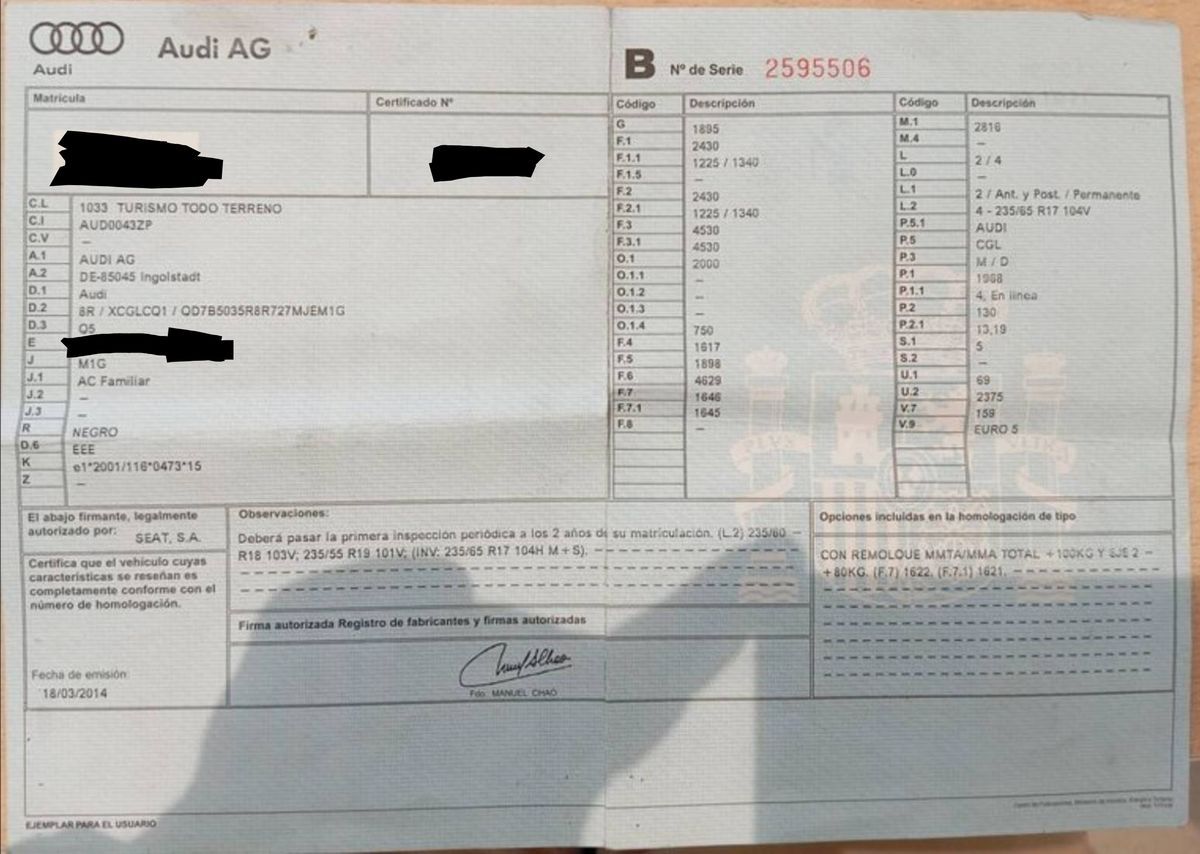 Audi
Audi AG
B Nº de Serie 2595506
Matrícula
Certificado Nº
C.L 1033 TURISMO TODO TERRENO
C.I AUD0043ZP
C.V –
A.1 AUDI AG
A.2 DE-85045 Ingolstadt
D.1 Audi
D.2 8R / XCGLCQ1 / QD7B5035R8R727MJEM1G
D.3 Q5
E
J M1G
J.1 AC Familiar
J.2 –
J.3 –
R NEGRO
D.6 EEE
K e1*2001/116*0473*15
Z –
Código Descripción
G 1895
F.1 2430
F.1.1 1225 / 1340
F.1.5 –
F.2 2430
F.2.1 1225 / 1340
F.3 4530
F.3.1 4530
O.1 2000
O.1.1 –
O.1.2 –
O.1.3 –
O.1.4 750
F.4 1617
F.5 1898
F.6 4629
F.7 1646
F.7.1 1645
F.8 –
Código Descripción
M.1 2816
M.4 –
L 2 / 4
L.0 –
L.1 2 / Ant. y Post. / Permanente
L.2 4 - 235/65 R17 104V
P.5.1 AUDI
P.5 CGL
P.3 M / D
P.1 1968
P.1.1 4, En línea
P.2 130
P.2.1 13,19
S.1 5
S.2 –
U.1 69
U.2 2375
V.7 159
V.9 EURO 5
El abajo firmante, legalmente
autorizado por: SEAT, S.A.
Certifica que el vehículo cuyas
características se reseñan es
completamente conforme con el
número de homologación.
Fecha de emisión:
18/03/2014
Observaciones:
Deberá pasar la primera inspección periódica a los 2 años de su matriculación. (L.2) 235/60 –
R18 103V; 235/55 R19 101V; (INV: 235/65 R17 104H M+S).
Firma autorizada Registro de fabricantes y firmas autorizadas
Fdo: MANUEL CHAO
Opciones incluidas en la homologación de tipo
CON REMOLQUE MMTA/MMA TOTAL +100KG Y EJE 2 –
+80KG. (F.7) 1622. (F.7.1) 1621.
EJEMPLAR PARA EL USUARIO